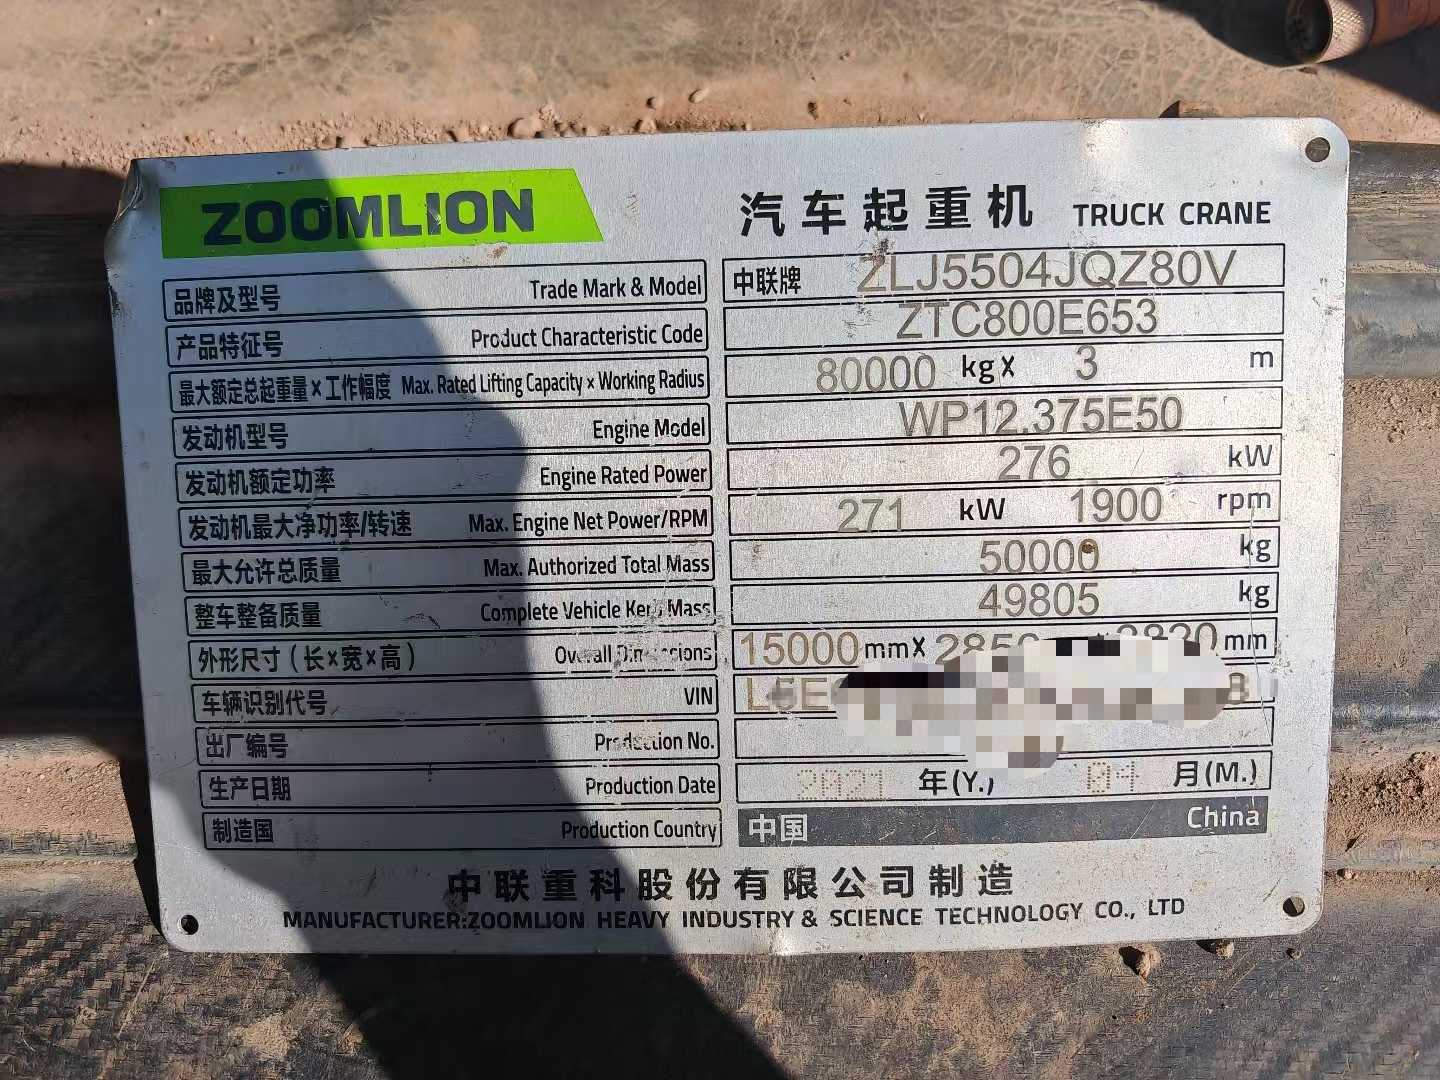 ZOOMLION 汽车起重机 TRUCK CRANE
品牌及型号 Trade Mark & Model 中联牌 ZLJ5504JQZ80V
产品特征号 Product Characteristic Code ZTC800E653
最大额定总起重量×工作幅度 Max. Rated Lifting Capacity × Working Radius 80000 kg× 3 m
发动机型号 Engine Model WP12.375E50
发动机额定功率 Engine Rated Power 276 kW
发动机最大净功率/转速 Max. Engine Net Power/RPM 271 kW 1900 rpm
最大允许总质量 Max. Authorized Total Mass 50000 kg
整车整备质量 Complete Vehicle Kerb Mass 49805 kg
外形尺寸(长×宽×高) Overall Dimensions 15000mm× mm
车辆识别代号 VIN
出厂编号 Production No.
生产日期 Production Date 2021 年(Y.) 月(M.)
制造国 Production Country 中国 China
中联重科股份有限公司制造
MANUFACTURER:ZOOMLION HEAVY INDUSTRY & SCIENCE TECHNOLOGY CO., LTD